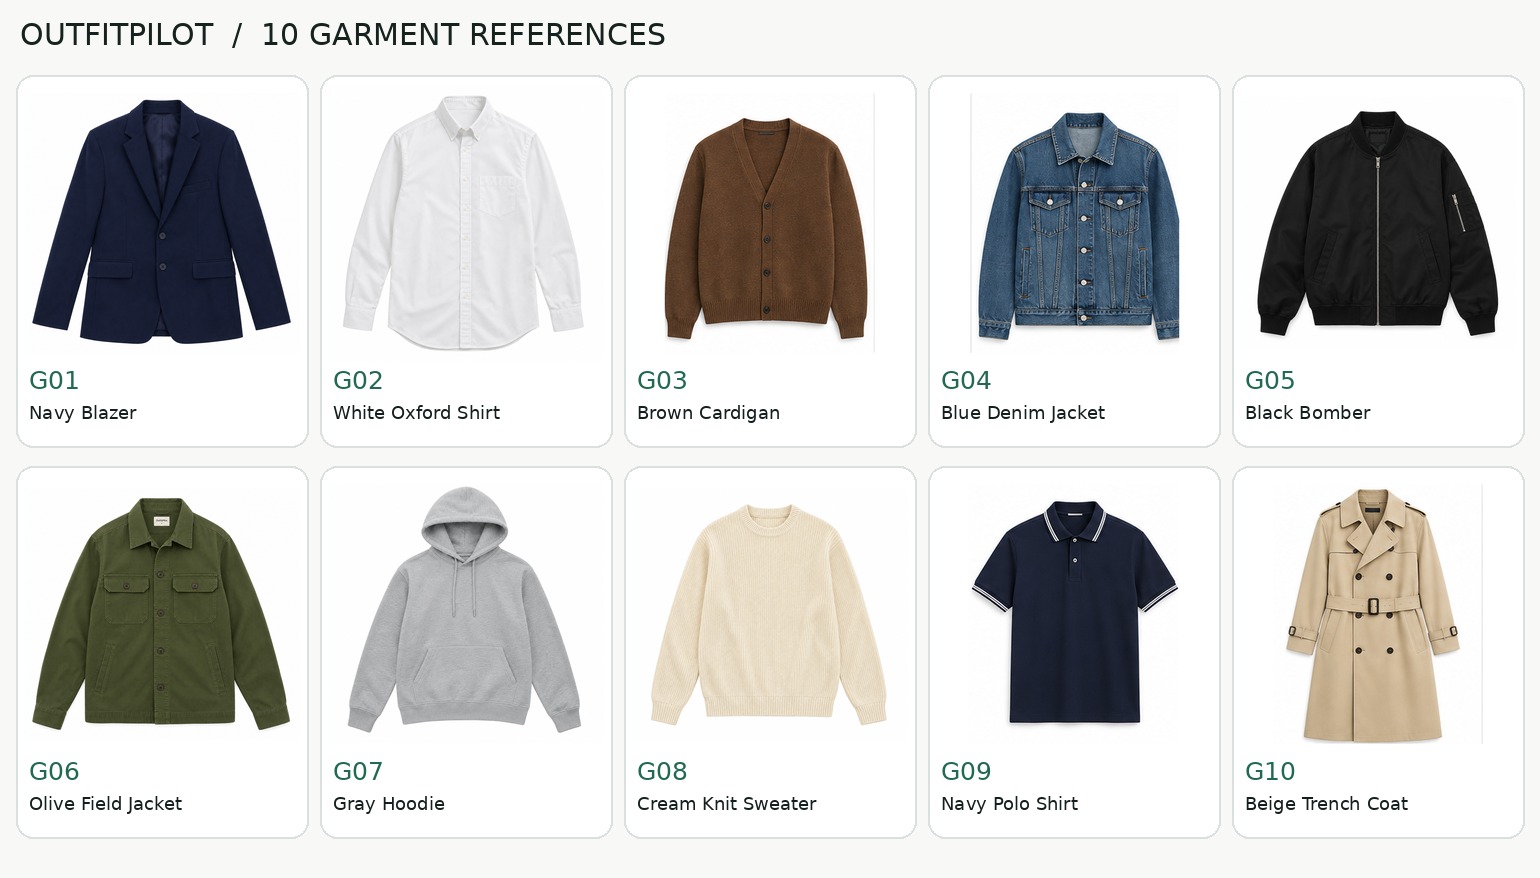 OUTFITPILOT / 10 GARMENT REFERENCES
G01
Navy Blazer
G02
White Oxford Shirt
G03
Brown Cardigan
G04
Blue Denim Jacket
G05
Black Bomber
G06
Olive Field Jacket
G07
Gray Hoodie
G08
Cream Knit Sweater
G09
Navy Polo Shirt
G10
Beige Trench Coat